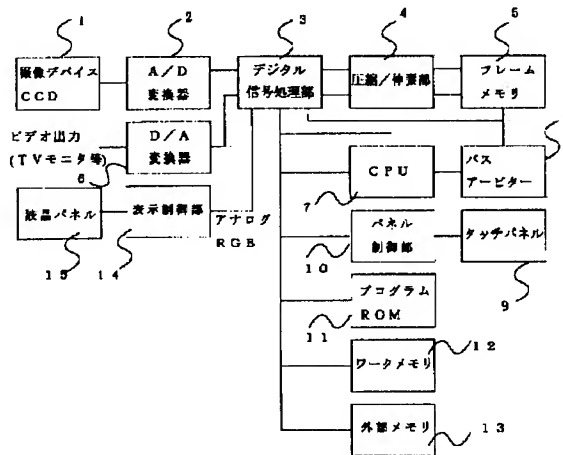 1
2
3
4
5
撮像デバイス
CCD
A/D
変換器
デジタル
信号処理部
圧縮/伸張部
フレーム
メモリ
ビデオ出力
(TVモニタ等)
D/A
変換器
6
CPU
7
バス
アービター
液晶パネル
表示制御部
アナログ
RGB
15
14
パネル
制御部
10
タッチパネル
9
プログラム
ROM
11
ワークメモリ
12
外部メモリ
13